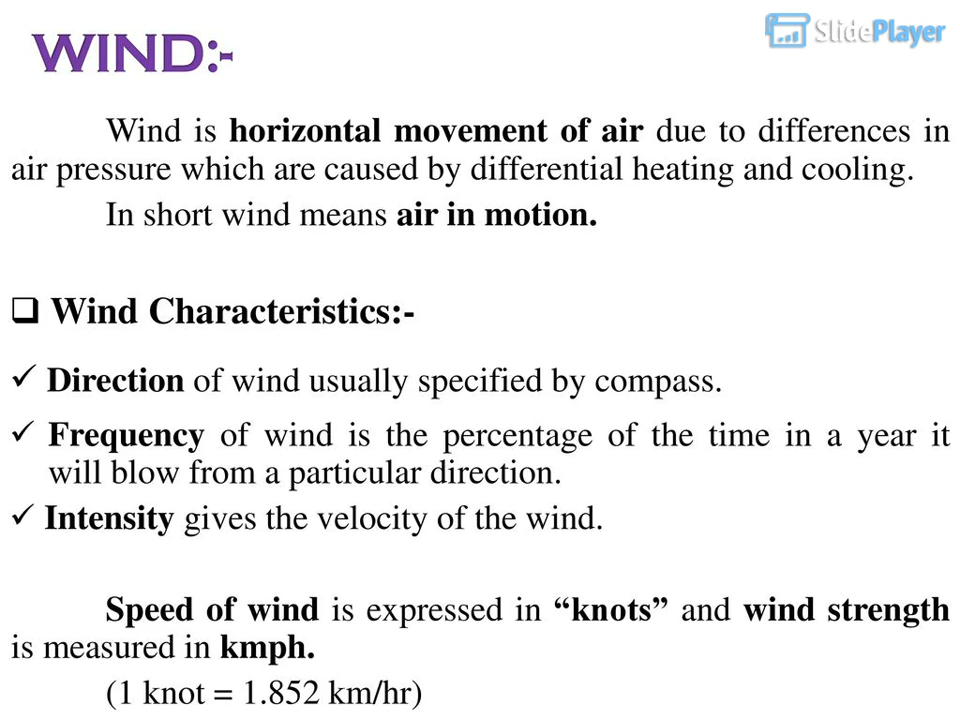 WIND:-
SlidePlayer
Wind is horizontal movement of air due to differences in
air pressure which are caused by differential heating and cooling.
In short wind means air in motion.
❑ Wind Characteristics:-
✓ Direction of wind usually specified by compass.
✓ Frequency of wind is the percentage of the time in a year it
will blow from a particular direction.
✓ Intensity gives the velocity of the wind.
Speed of wind is expressed in “knots” and wind strength
is measured in kmph.
(1 knot = 1.852 km/hr)